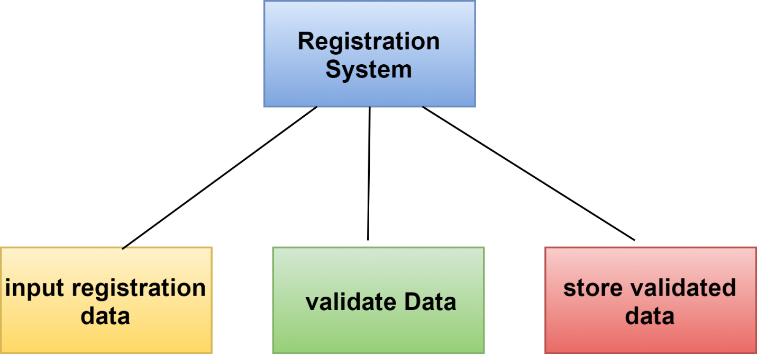 Registration
System
input registration
data
validate Data
store validated
data